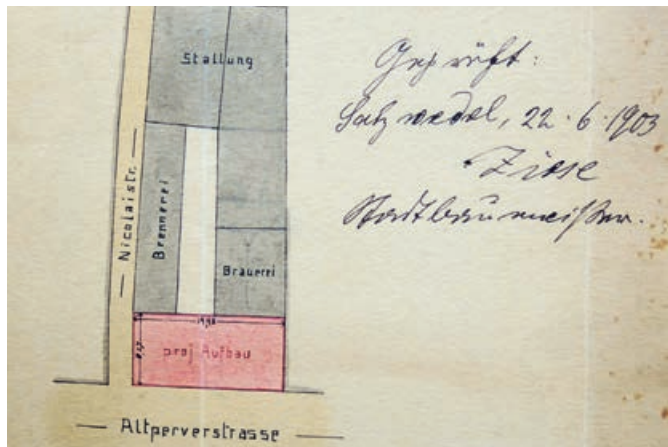 Stallung
Nicolaistr.
Brennerei
Brauerei
proj Aufbau
Altperverstrasse
Geprüft:
Salzwedel, 22.6.1903
Ziese
Stadtbaumeister.